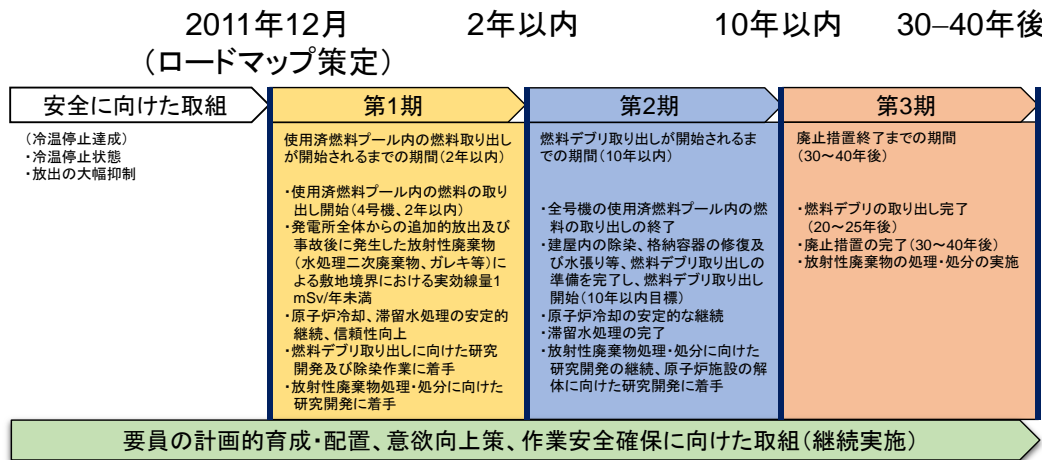 2011年12月
(ロードマップ策定)
2年以内
10年以内
30–40年後
安全に向けた取組
第1期
第2期
第3期
(冷温停止達成)
・冷温停止状態
・放出の大幅抑制
使用済燃料プール内の燃料取り出し
が開始されるまでの期間(2年以内)
・使用済燃料プール内の燃料の取り
出し開始(4号機、2年以内)
・発電所全体からの追加的放出及び
事故後に発生した放射性廃棄物
(水処理二次廃棄物、ガレキ等)によ
る敷地境界における実効線量1
mSv/年未満
・原子炉冷却、滞留水処理の安定的
継続、信頼性向上
・燃料デブリ取り出しに向けた研究
開発及び除染作業に着手
・放射性廃棄物処理・処分に向けた
研究開発に着手
燃料デブリ取り出しが開始されるま
での期間(10年以内)
・全号機の使用済燃料プール内の燃
料の取り出しの終了
・建屋内の除染、格納容器の修復及
び水張り等、燃料デブリ取り出しの
準備を完了し、燃料デブリ取り出し
開始(10年以内目標)
・原子炉冷却の安定的な継続
・滞留水処理の完了
・放射性廃棄物処理・処分に向けた
研究開発の継続、原子炉施設の解
体に向けた研究開発に着手
廃止措置終了までの期間
(30~40年後)
・燃料デブリの取り出し完了
(20~25年後)
・廃止措置の完了(30~40年後)
・放射性廃棄物の処理・処分の実施
要員の計画的育成・配置、意欲向上策、作業安全確保に向けた取組(継続実施)